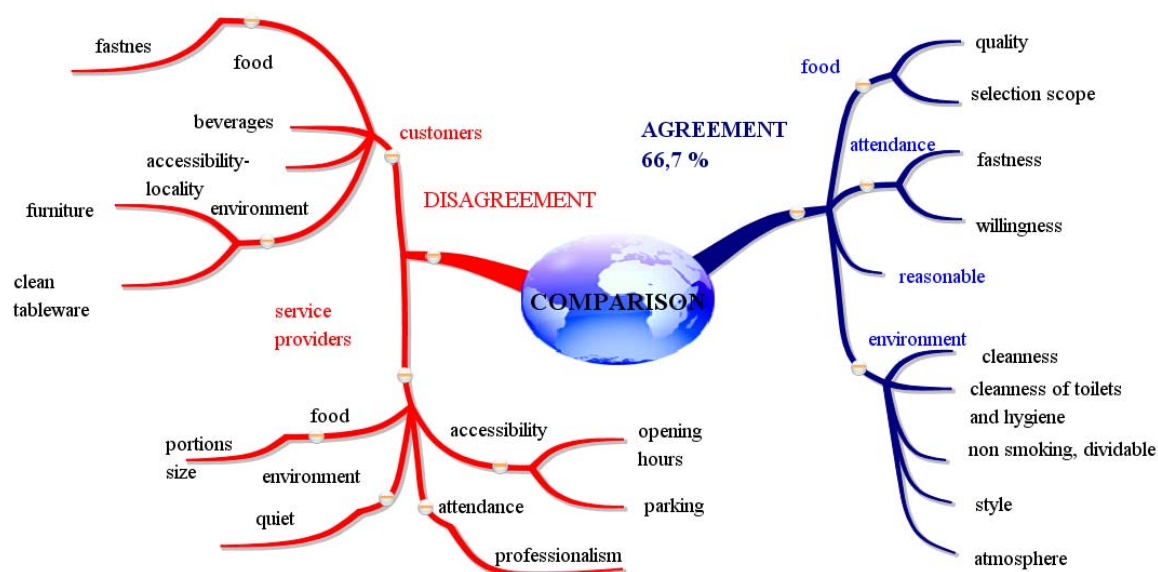 fastnes
food
beverages
accessibility-
locality
furniture
environment
clean
tableware
customers
DISAGREEMENT
service
providers
food
portions
size
environment
quiet
attendance
professionalism
accessibility
opening
hours
parking
COMPARISON
AGREEMENT
66,7 %
food
quality
selection scope
attendance
fastness
willingness
reasonable
environment
cleanness
cleanness of toilets
and hygiene
non smoking, dividable
style
atmosphere